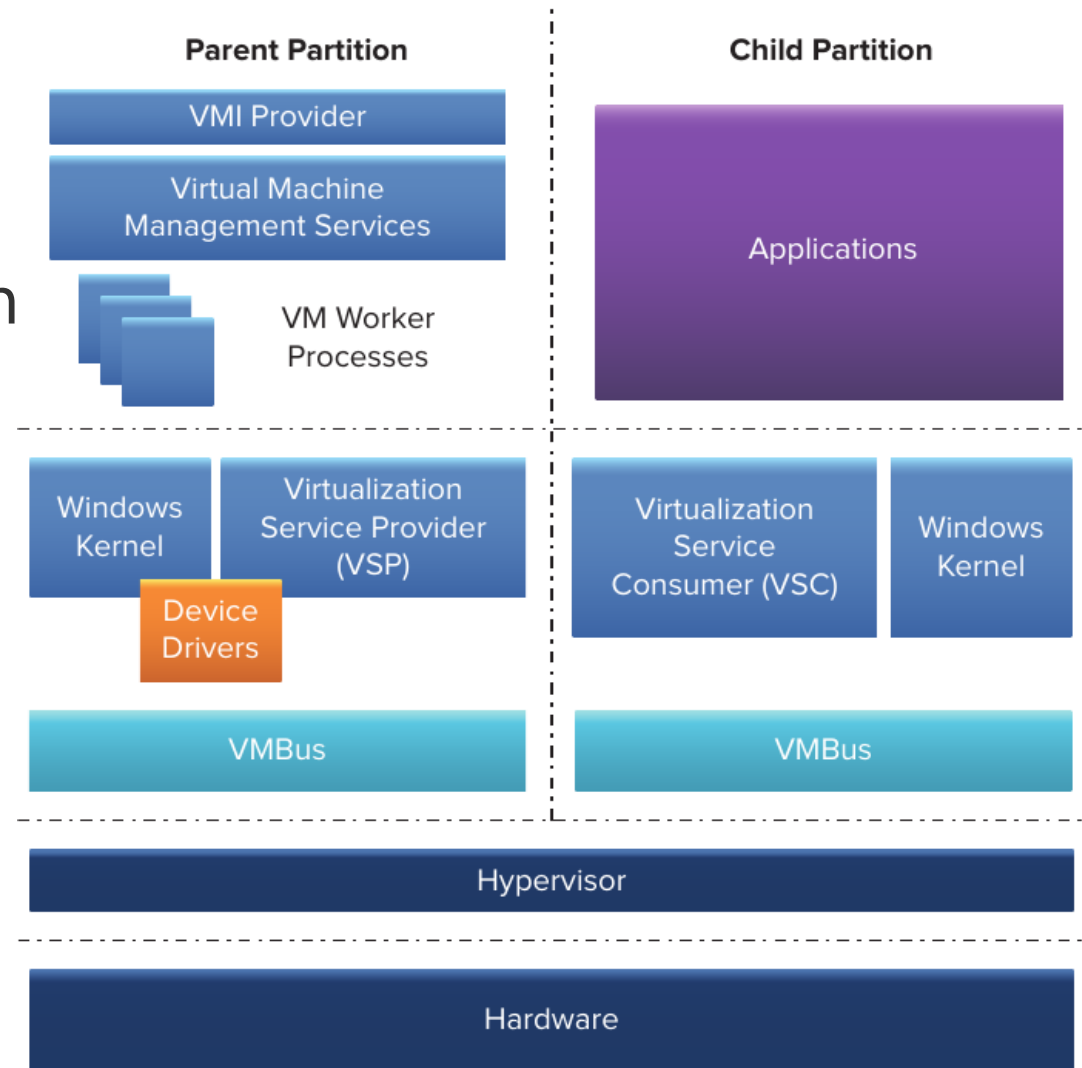 Parent Partition
Child Partition
VMI Provider
Virtual Machine
Management Services
Applications
n
VM Worker
Processes
Windows
Kernel
Virtualization
Service Provider
(VSP)
Device
Drivers
Virtualization
Service
Consumer (VSC)
Windows
Kernel
VMBus
VMBus
Hypervisor
Hardware